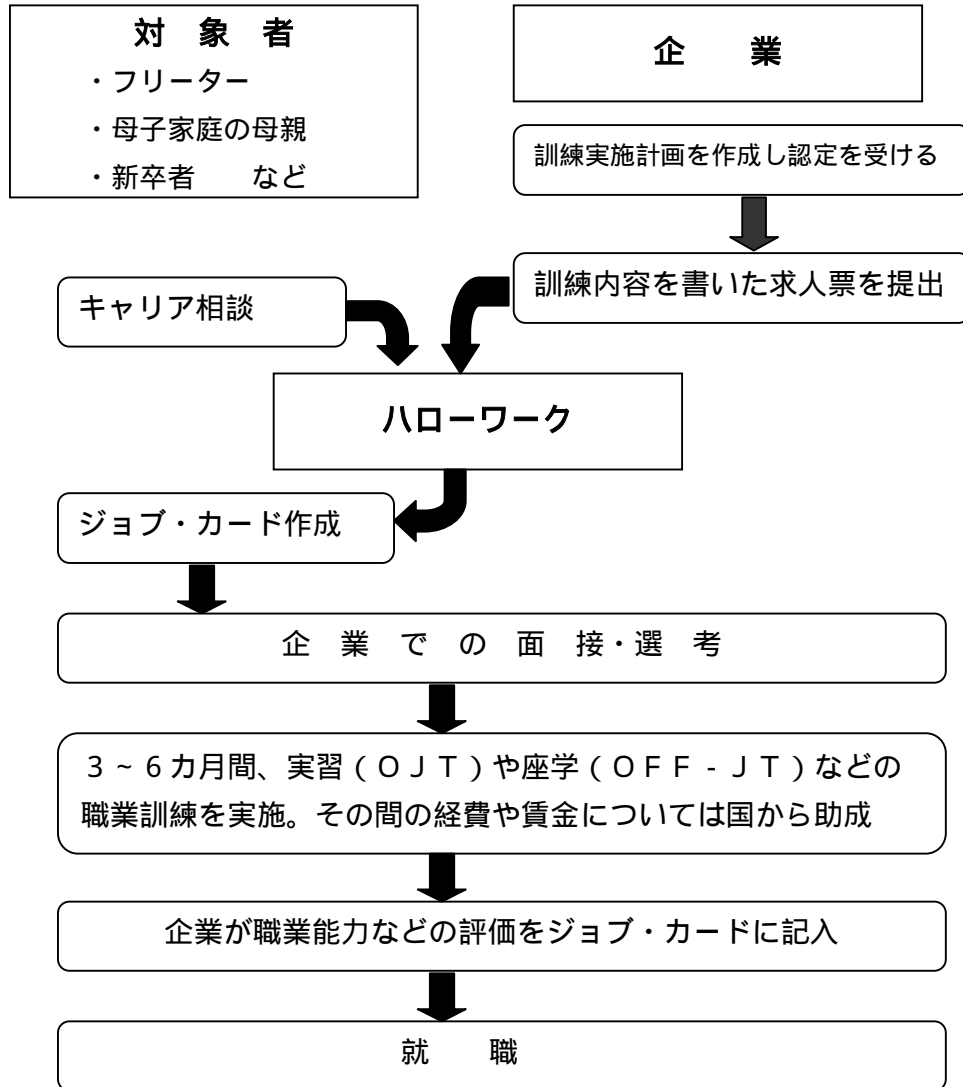 対　象　者
・フリーター
・母子家庭の母親
・新卒者　　など
企　　業
訓練実施計画を作成し認定を受ける
訓練内容を書いた求人票を提出
キャリア相談
ハローワーク
ジョブ・カード作成
企　業　で　の　面　接・選　考
３～６カ月間、実習（ＯＪＴ）や座学（ＯＦＦ‐ＪＴ）などの
職業訓練を実施。その間の経費や賃金については国から助成
企業が職業能力などの評価をジョブ・カードに記入
就　　職